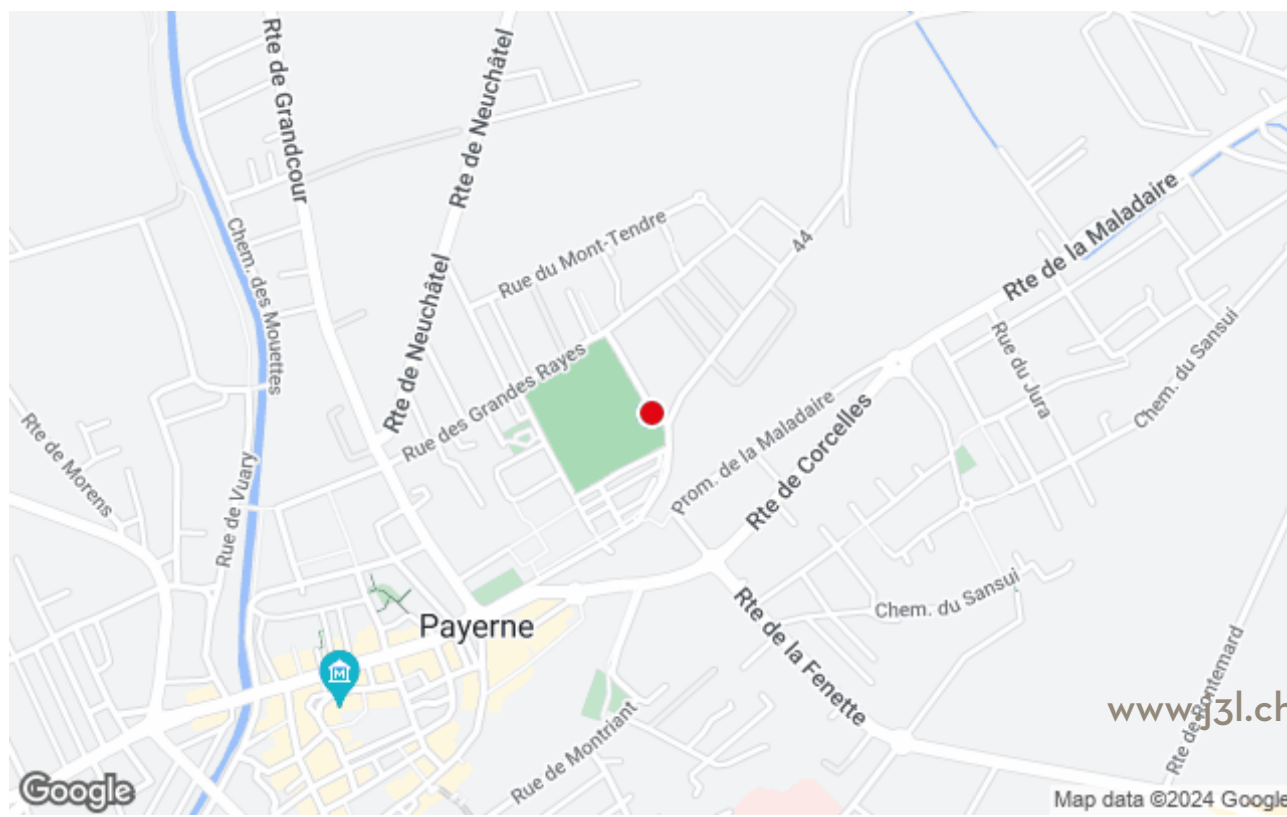 Rte de Grandcour
Rte de Neuchâtel
Chem. des Mouettes
Rue du Mont-Tendre
44
Rte de la Maladaire
Rte de Neuchâtel
Rue des Grandes Rayes
Rue du Jura
Chem. du Sansui
Rte de Morens
Rue de Vuary
Prom. de la Maladaire
Rte de Corcelles
Chem. du Sansui
Payerne
Rte de la Fenette
M
Rue de Montriant
www.j3l.ch
Rte de Bontemard
Google
Map data ©2024 Google